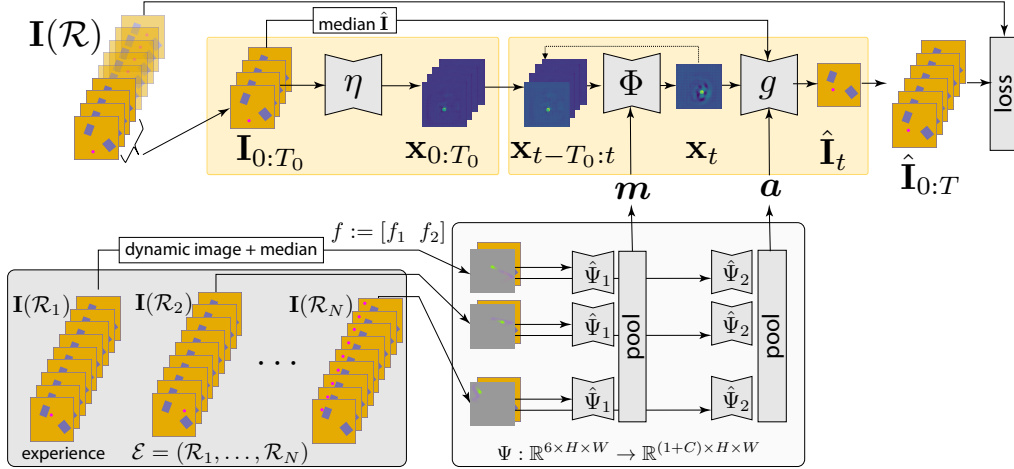 I(R)
median Î
η
Φ
g
loss
I_{0:T_0}
x_{0:T_0}
x_{t−T_0:t}
x_t
Î_t
Î_{0:T}
m
a
f := [f_1 f_2]
dynamic image + median
I(R_1)
I(R_2)
I(R_N)
. . .
experience
ℰ = (R_1, . . . , R_N)
Ψ̂_1
Ψ̂_2
Ψ̂_1
Ψ̂_2
Ψ̂_1
Ψ̂_2
pool
pool
Ψ : ℝ^{6×H×W} → ℝ^{(1+C)×H×W}